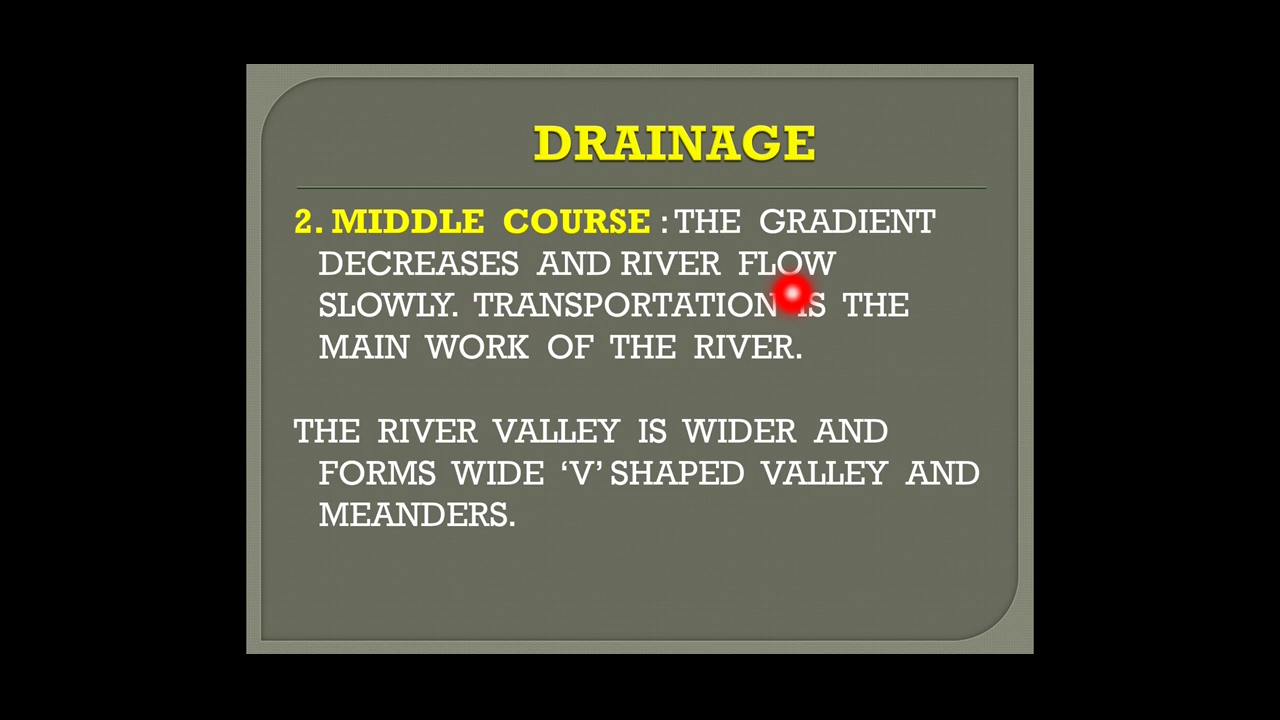 DRAINAGE
2. MIDDLE COURSE : THE GRADIENT
DECREASES AND RIVER FLOW
SLOWLY. TRANSPORTATION IS THE
MAIN WORK OF THE RIVER.
THE RIVER VALLEY IS WIDER AND
FORMS WIDE ‘V’ SHAPED VALLEY AND
MEANDERS.